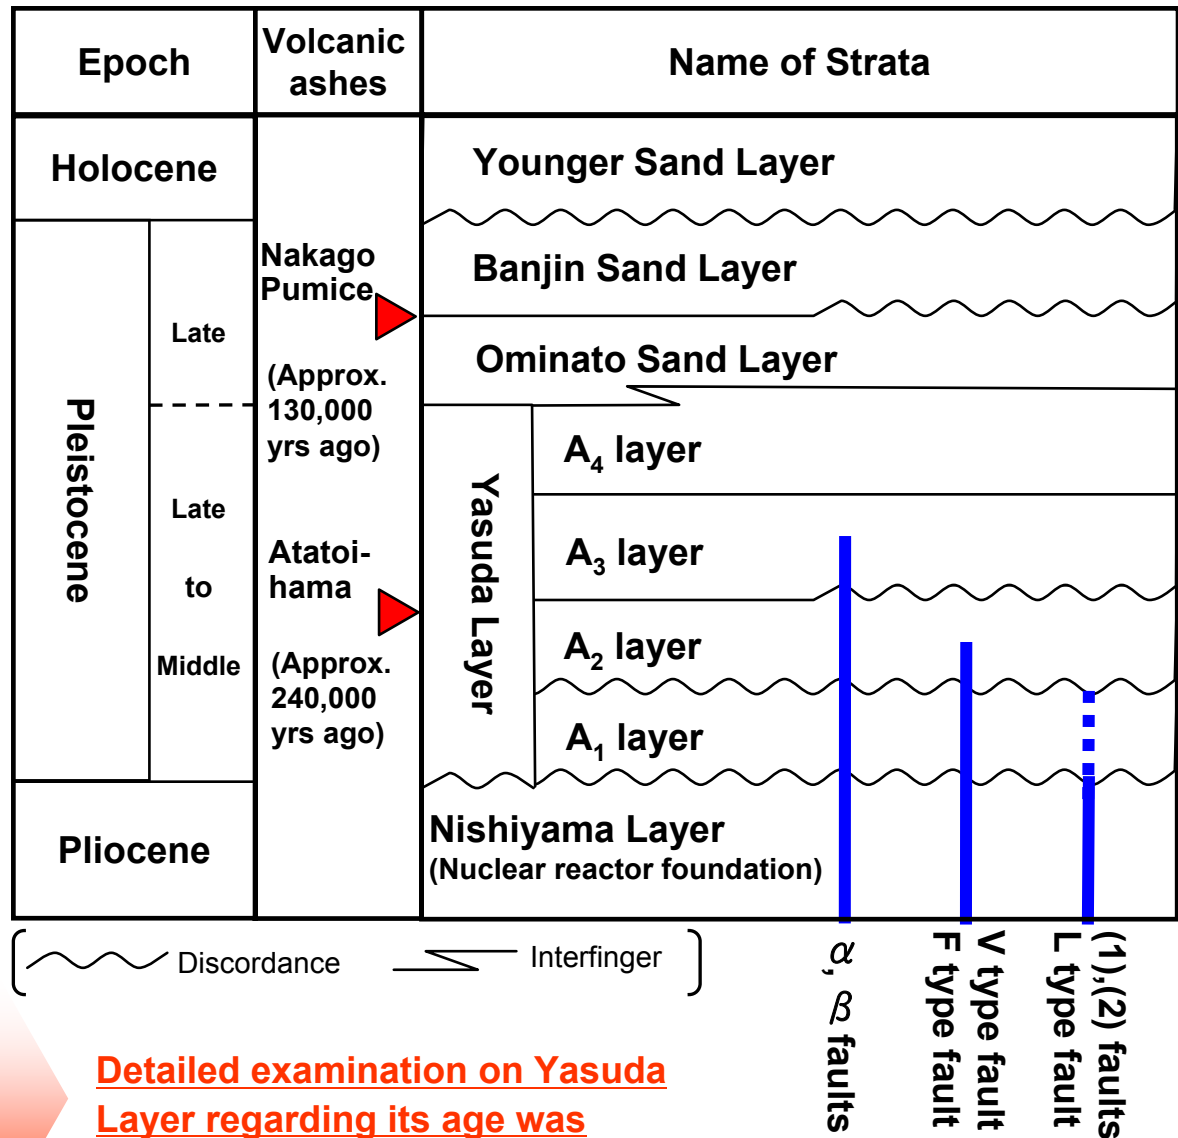 Epoch
Volcanic
ashes
Name of Strata
Holocene
Younger Sand Layer
Pleistocene
Late
Late
to
Middle
Nakago
Pumice
(Approx.
130,000
yrs ago)
Atatoi-
hama
(Approx.
240,000
yrs ago)
Banjin Sand Layer
Ominato Sand Layer
Yasuda Layer
A₄ layer
A₃ layer
A₂ layer
A₁ layer
Pliocene
Nishiyama Layer
(Nuclear reactor foundation)
Discordance
Interfinger
α, β faults
V type fault
F type fault
(1),(2) faults
L type fault
Detailed examination on Yasuda
Layer regarding its age was